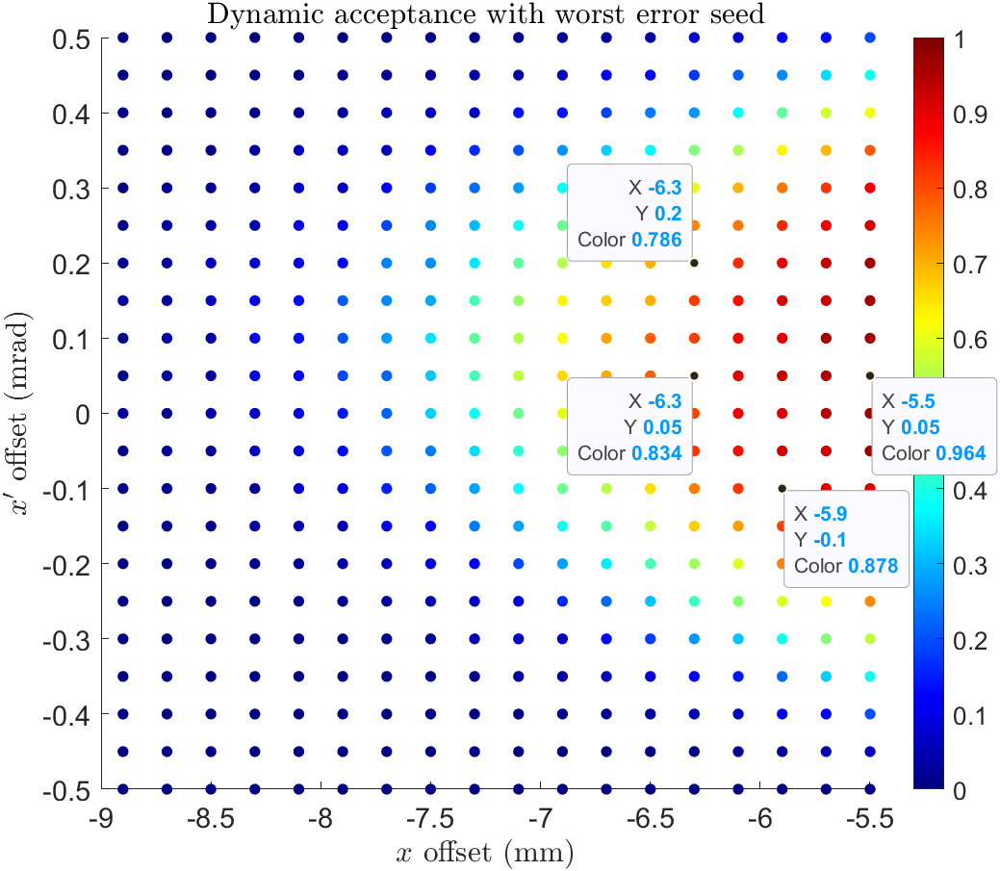 Dynamic acceptance with worst error seed
0.5
0.4
0.3
0.2
0.1
0
-0.1
-0.2
-0.3
-0.4
-0.5
x′ offset (mrad)
-9
-8.5
-8
-7.5
-7
-6.5
-6
-5.5
x offset (mm)
X -6.3
Y 0.2
Color 0.786
X -6.3
Y 0.05
Color 0.834
X -5.5
Y 0.05
Color 0.964
X -5.9
Y -0.1
Color 0.878
1
0.9
0.8
0.7
0.6
0.4
0.3
0.2
0.1
0